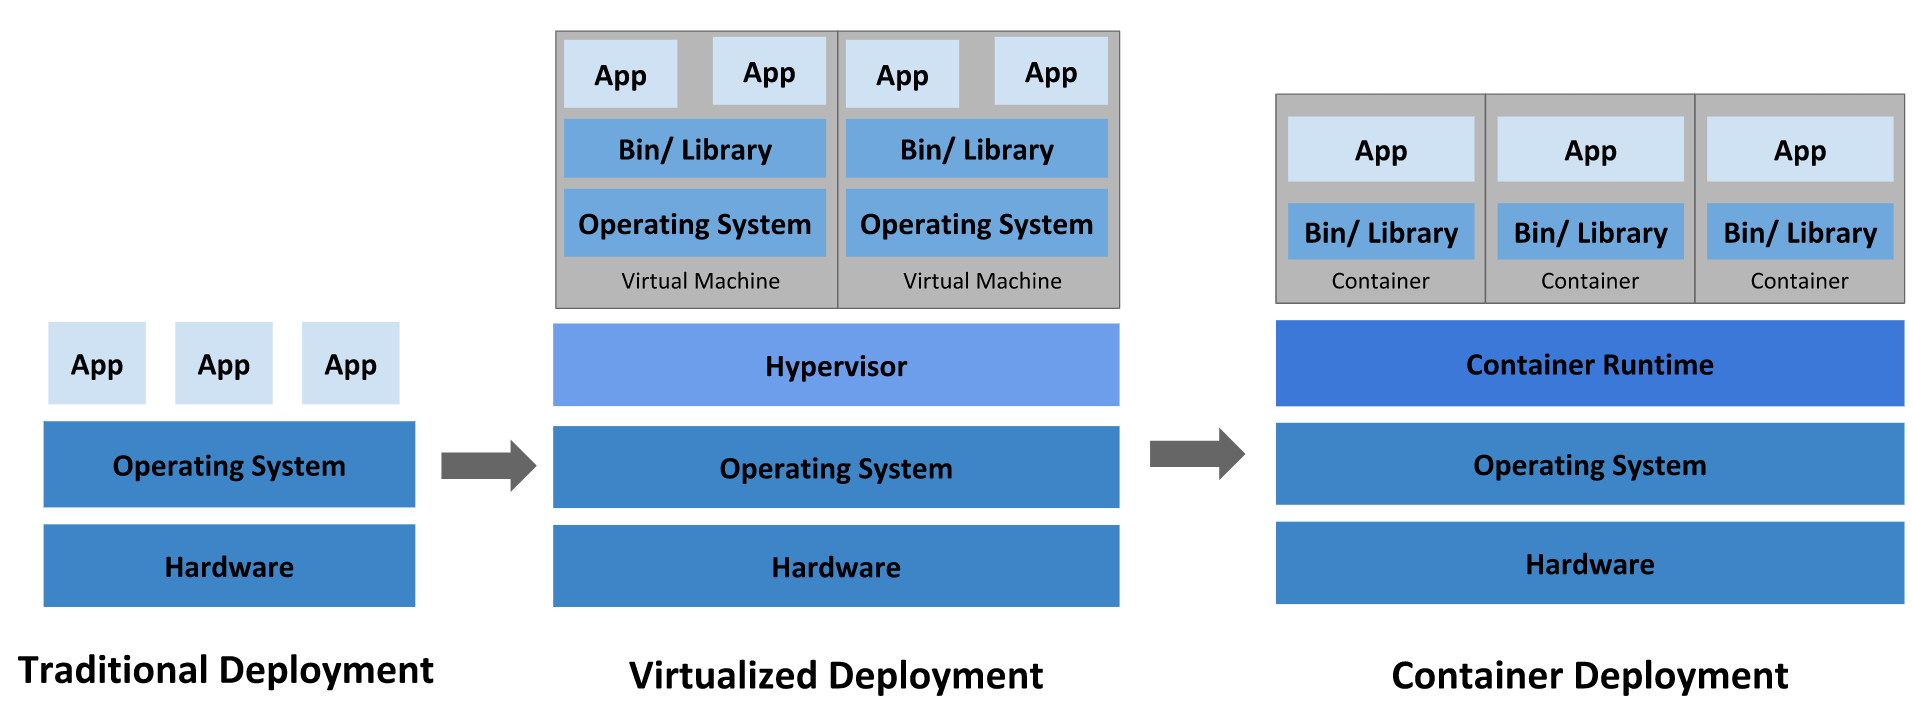 App
App
App
Operating System
Hardware
Traditional Deployment
App
App
App
App
Bin/ Library
Bin/ Library
Operating System
Operating System
Virtual Machine
Virtual Machine
Hypervisor
Operating System
Hardware
Virtualized Deployment
App
App
App
Bin/ Library
Bin/ Library
Bin/ Library
Container
Container
Container
Container Runtime
Operating System
Hardware
Container Deployment